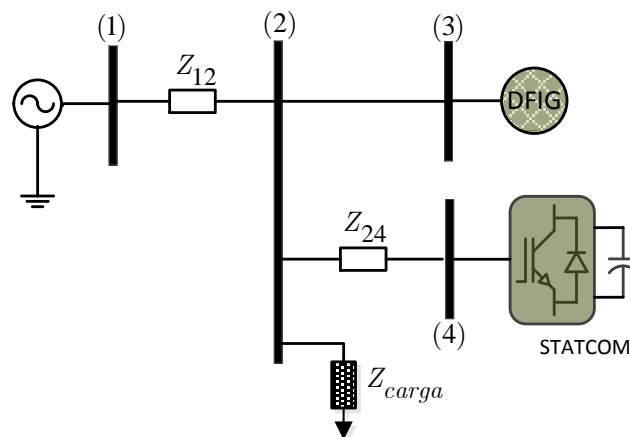 (1)
(2)
(3)
Z12
DFIG
Z24
(4)
STATCOM
Zcarga